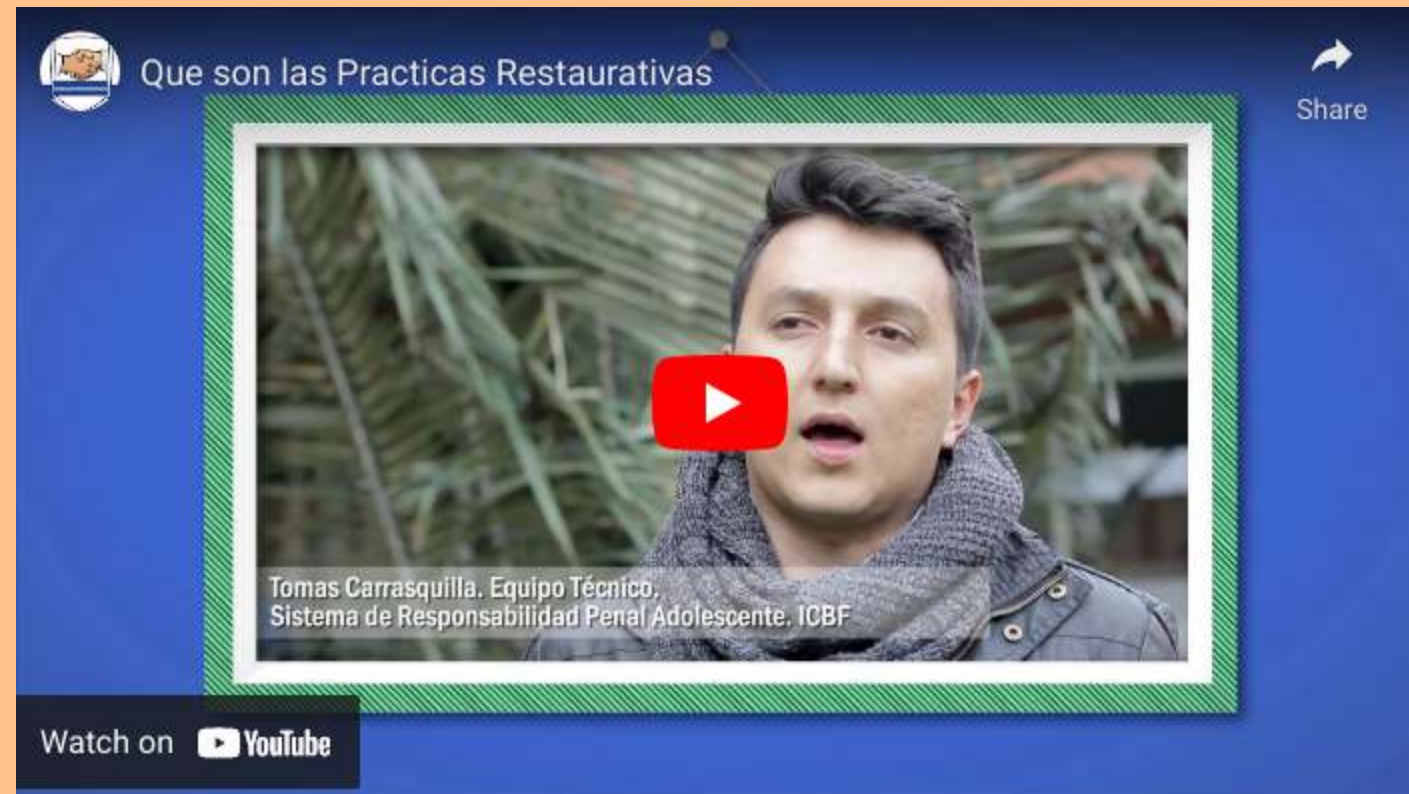 Que son las Practicas Restaurativas
Share
Tomas Carrasquilla. Equipo Técnico.
Sistema de Responsabilidad Penal Adolescente. ICBF
Watch on YouTube